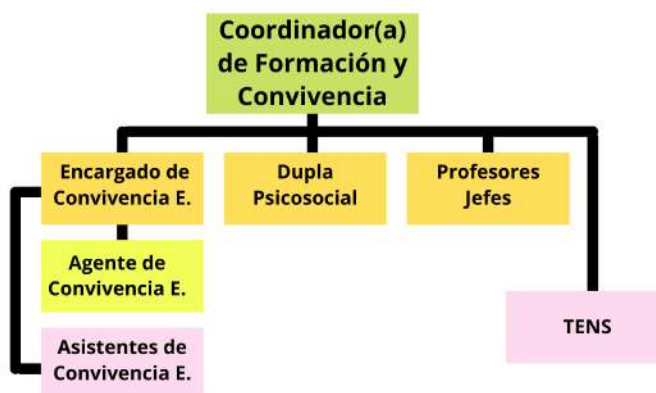 Coordinador(a)
de Formación y
Convivencia
Encargado de
Convivencia E.
Dupla
Psicosocial
Profesores
Jefes
Agente de
Convivencia E.
TENS
Asistentes de
Convivencia E.